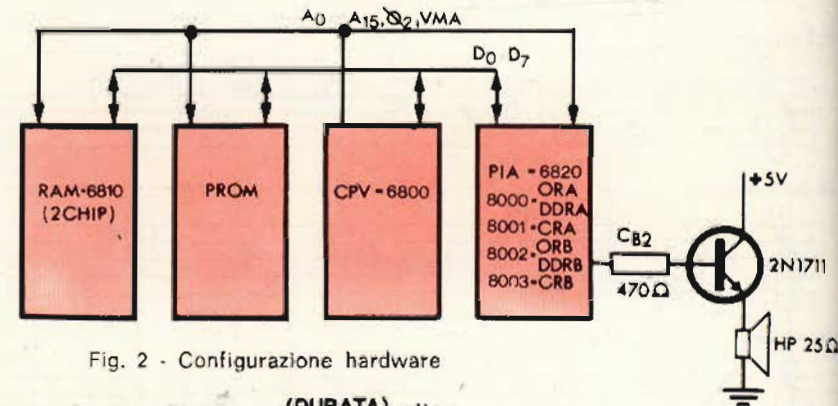 A0 A15,Ø2,VMA
D0 D7
RAM-6810
(2CHIP)
PROM
CPV-6800
PIA-6820
ORA
8000-
DDRA
8001-CRA
ORB
8002-
DDRB
8003-CRB
CB2
470Ω
+5V
2N1711
HP 25Ω
Fig. 2 - Configurazione hardware
(DURATA)